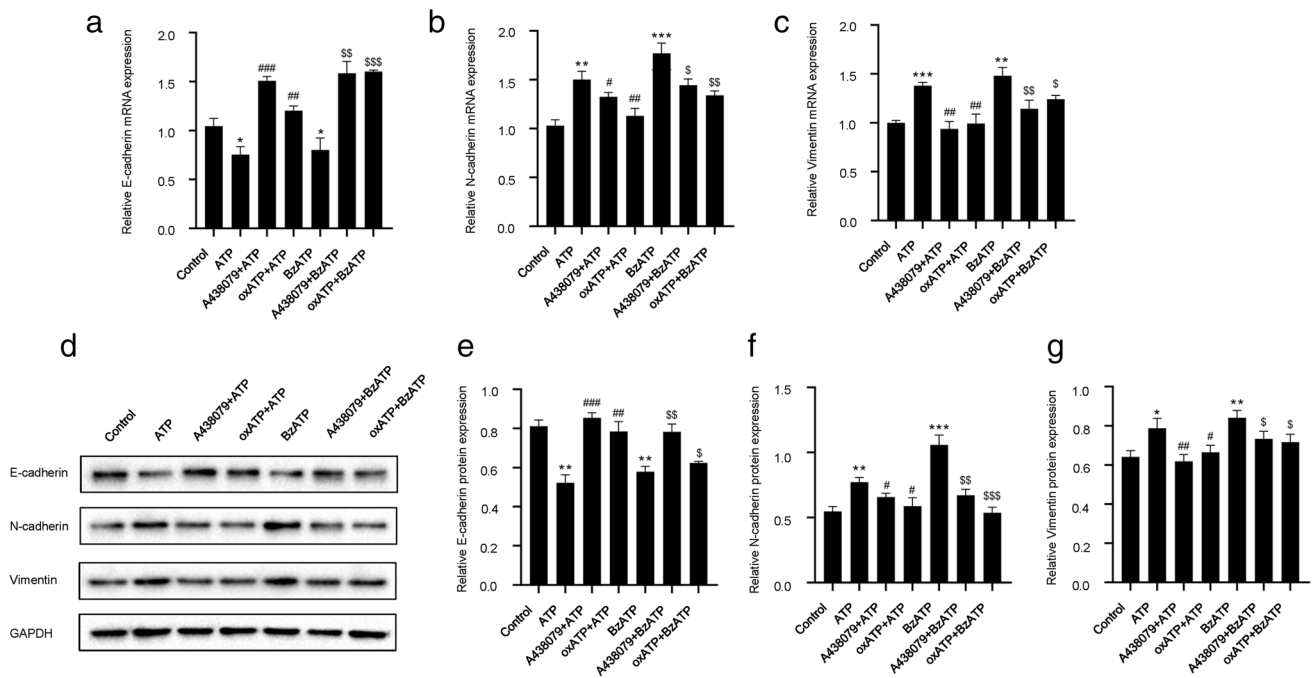 a
Relative E-cadherin mRNA expression
2.0
1.5
1.0
0.5
0.0
*
###
##
*
$$
$$$
Control
ATP
A438079+ATP
oxATP+ATP
BzATP
A438079+BzATP
oxATP+BzATP
b
Relative N-cadherin mRNA expression
2.0
1.5
1.0
0.5
0.0
**
#
##
***
$
$$
Control
ATP
A438079+ATP
oxATP+ATP
BzATP
A438079+BzATP
oxATP+BzATP
c
Relative Vimentin mRNA expression
2.0
1.5
1.0
0.5
0.0
***
##
##
**
$$
$
Control
ATP
A438079+ATP
oxATP+ATP
BzATP
A438079+BzATP
oxATP+BzATP
d
Control
ATP
A438079+ATP
oxATP+ATP
BzATP
A438079+BzATP
oxATP+BzATP
E-cadherin
N-cadherin
Vimentin
GAPDH
e
Relative E-cadherin protein expression
1.0
0.8
0.6
0.4
0.2
0.0
**
###
##
**
$$
$
Control
ATP
A438079+ATP
oxATP+ATP
BzATP
A438079+BzATP
oxATP+BzATP
f
Relative N-cadherin protein expression
1.5
1.0
0.5
0.0
**
#
#
***
$$
$$$
Control
ATP
A438079+ATP
oxATP+ATP
BzATP
A438079+BzATP
oxATP+BzATP
g
Relative Vimentin protein expression
1.0
0.8
0.6
0.4
0.2
0.0
*
##
#
**
$
$
Control
ATP
A438079+ATP
oxATP+ATP
BzATP
A438079+BzATP
oxATP+BzATP